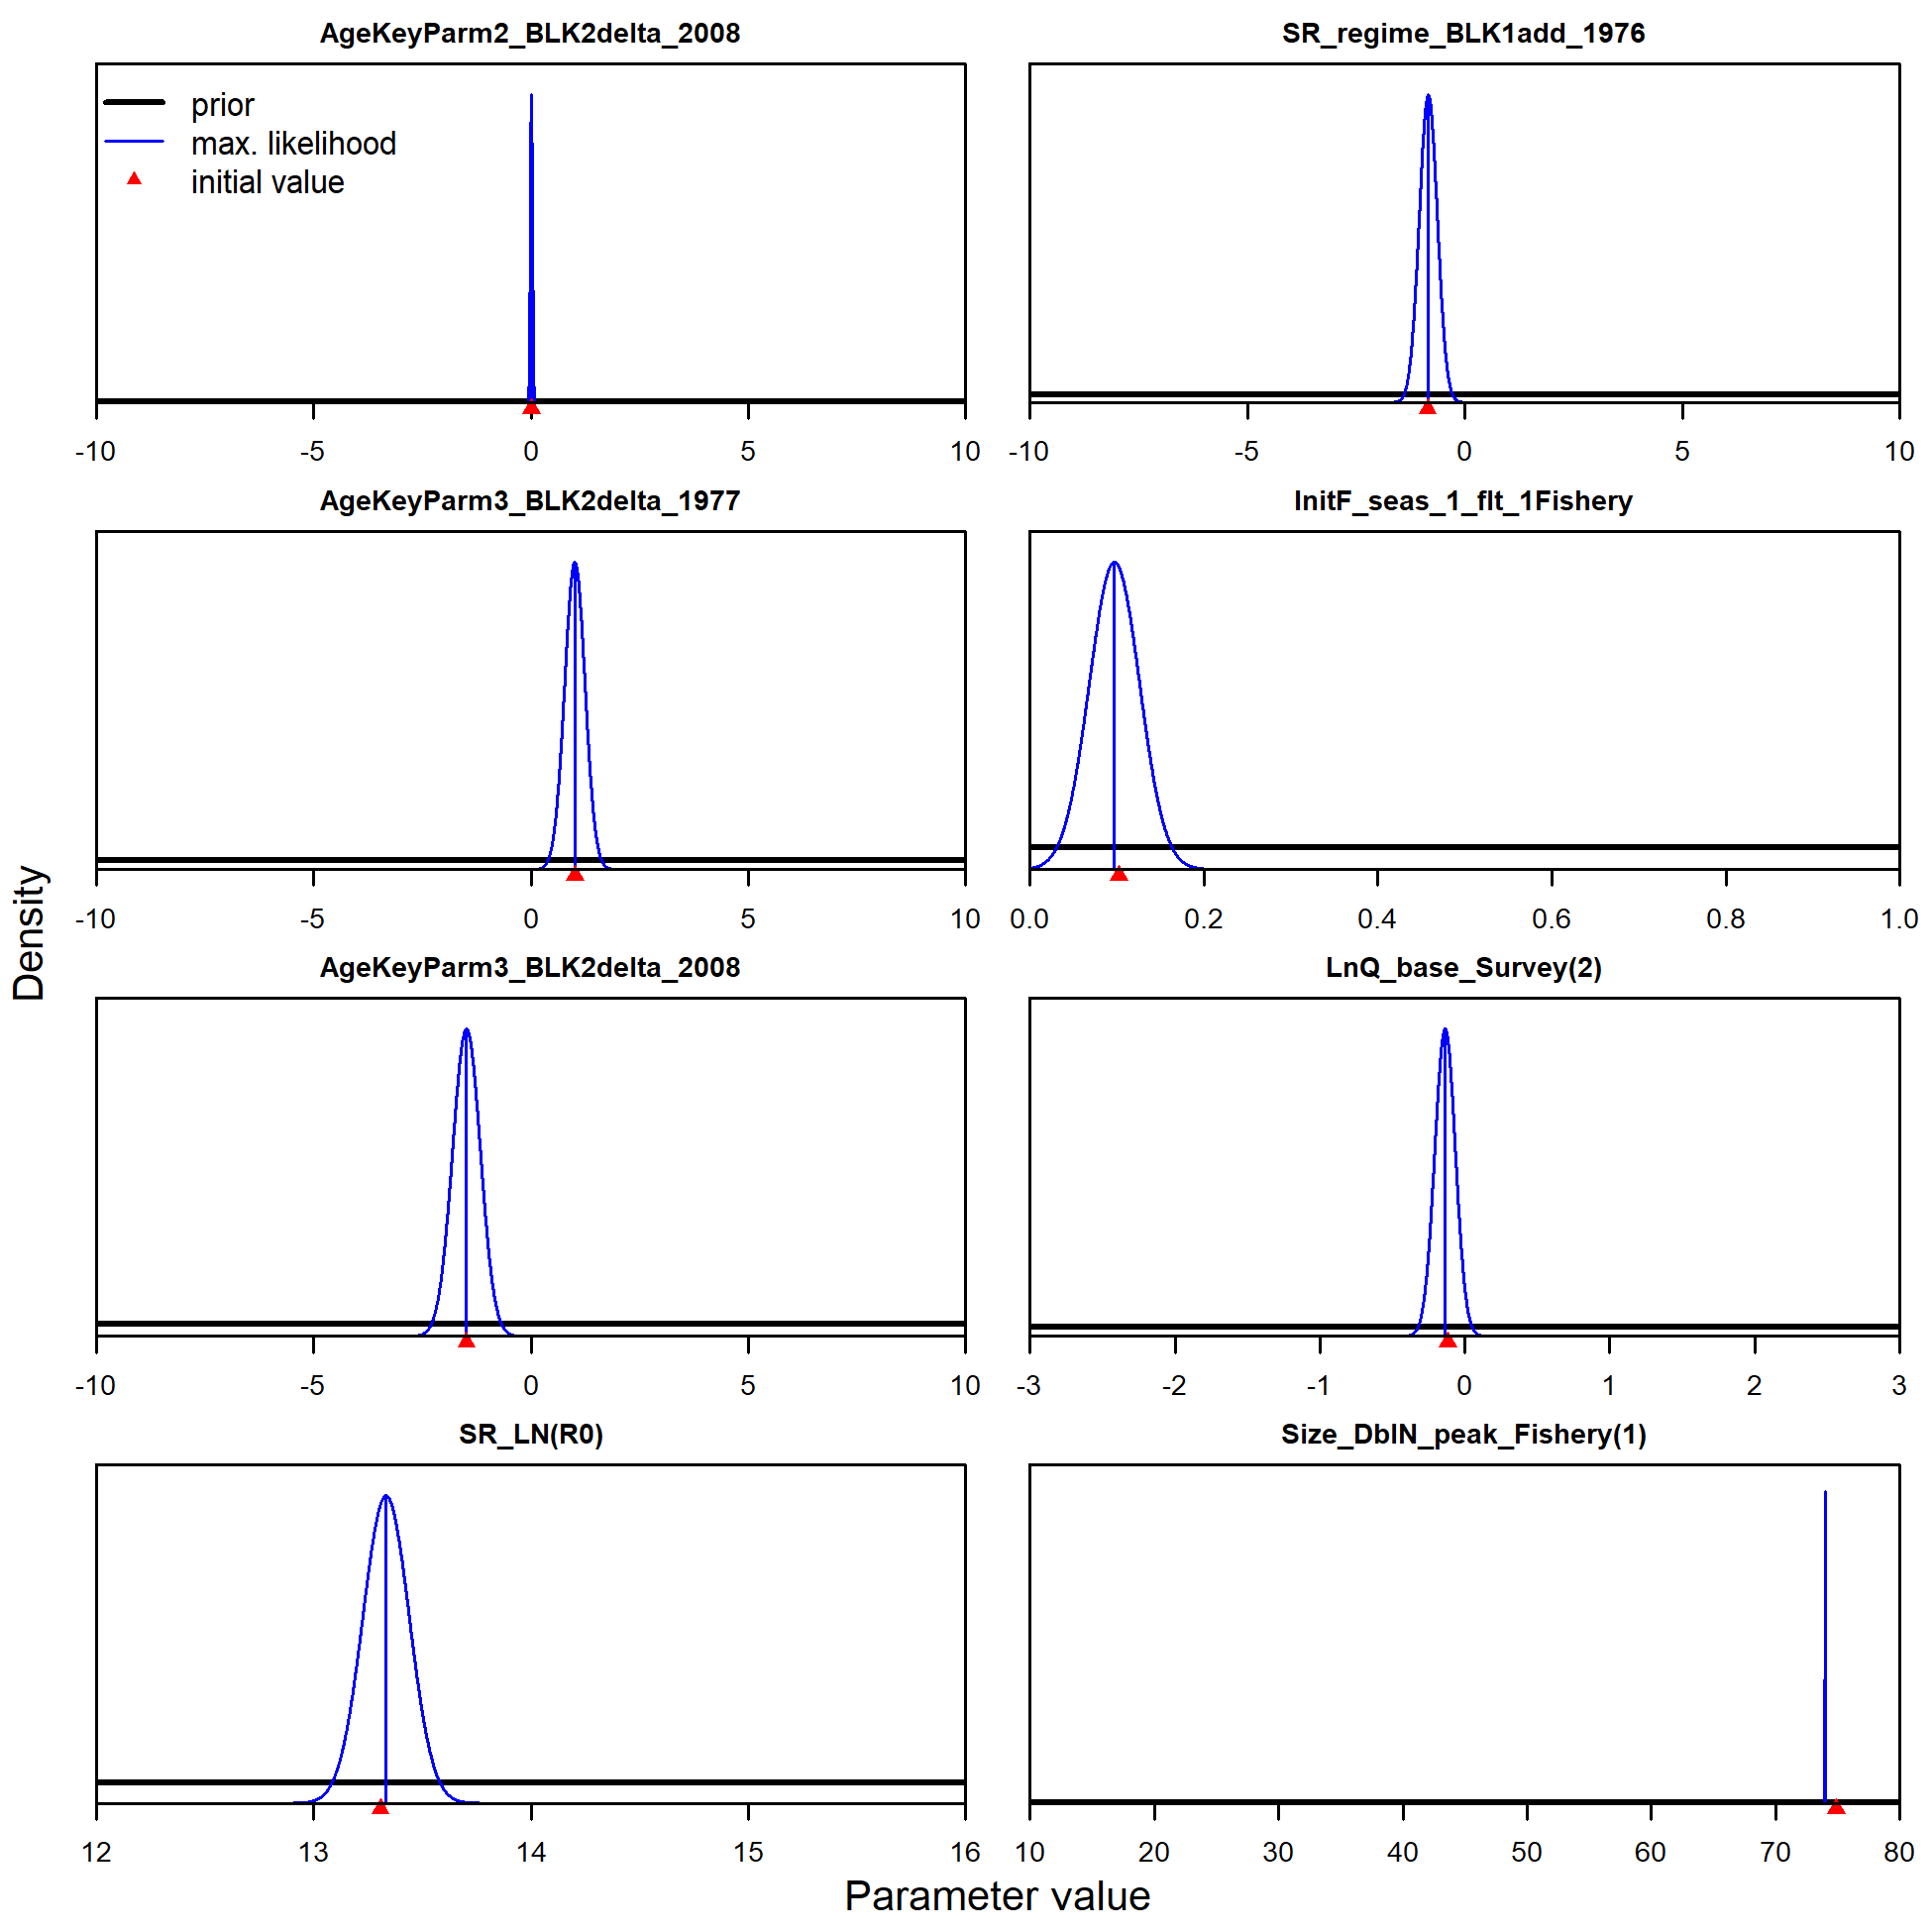 AgeKeyParm2_BLK2delta_2008
prior
max. likelihood
initial value
-10 -5 0 5 10
SR_regime_BLK1add_1976
-10 -5 0 5 10
AgeKeyParm3_BLK2delta_1977
-10 -5 0 5 10
InitF_seas_1_flt_1Fishery
0.0 0.2 0.4 0.6 0.8 1.0
AgeKeyParm3_BLK2delta_2008
-10 -5 0 5 10
LnQ_base_Survey(2)
-3 -2 -1 0 1 2 3
SR_LN(R0)
12 13 14 15 16
Size_DblN_peak_Fishery(1)
10 20 30 40 50 60 70 80
Density
Parameter value